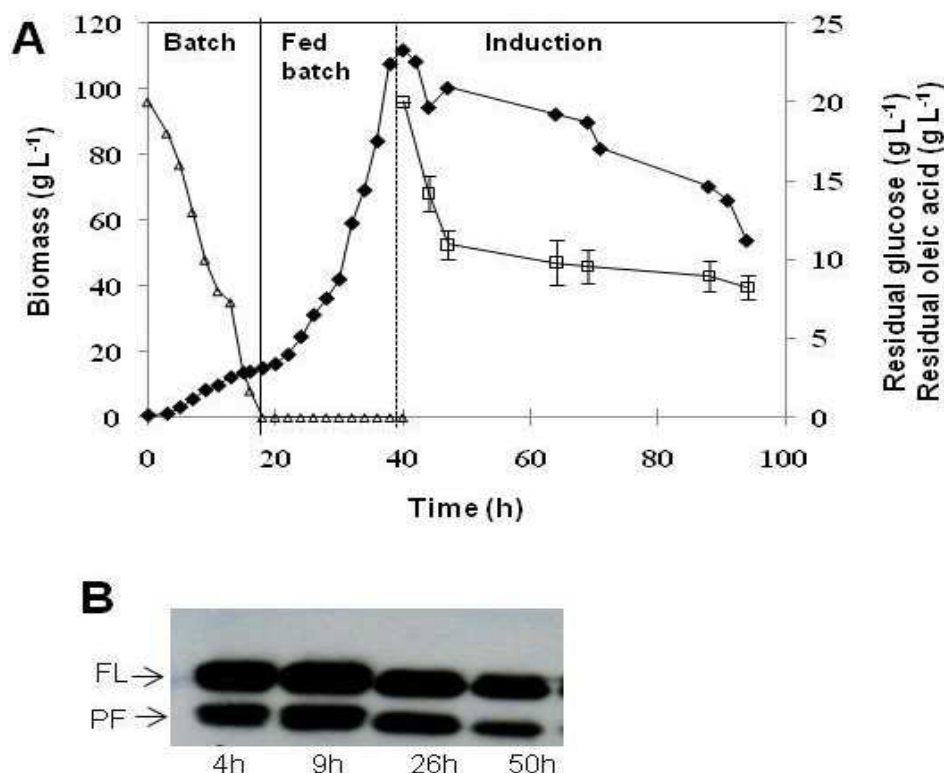 A
Batch
Fed
batch
Induction
120
100
80
60
40
20
0
Biomass (g L⁻¹)
25
20
15
10
5
0
Residual glucose (g L⁻¹)
Residual oleic acid (g L⁻¹)
0
20
40
60
80
100
Time (h)
B
FL
PF
4h
9h
26h
50h